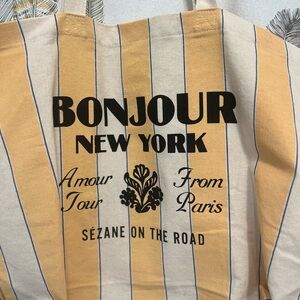 BONJOUR
NEW YORK
Amour From
Tour Paris
SÉZANE ON THE ROAD